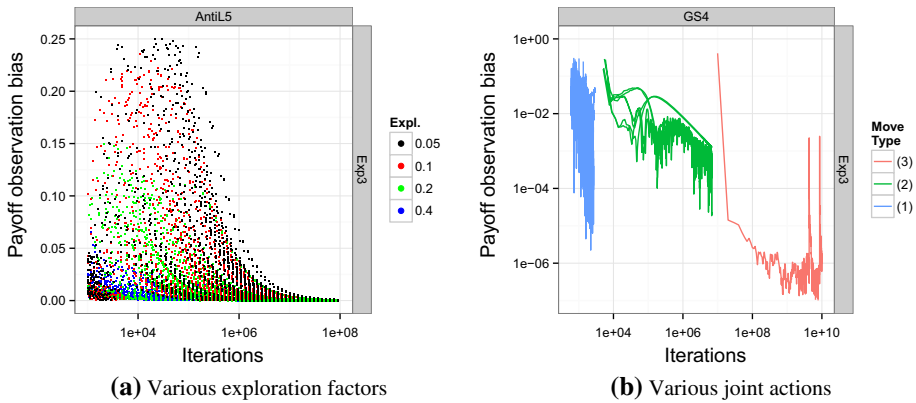 AntiL5
Payoff observation bias
0.25
0.20
0.15
0.10
0.05
0.00
1e+04
1e+06
1e+08
Iterations
Exp3
Expl.
0.05
0.1
0.2
0.4
(a) Various exploration factors
GS4
Payoff observation bias
1e+00
1e−02
1e−04
1e−06
1e+04
1e+06
1e+08
1e+10
Iterations
Exp3
Move
Type
(3)
(2)
(1)
(b) Various joint actions